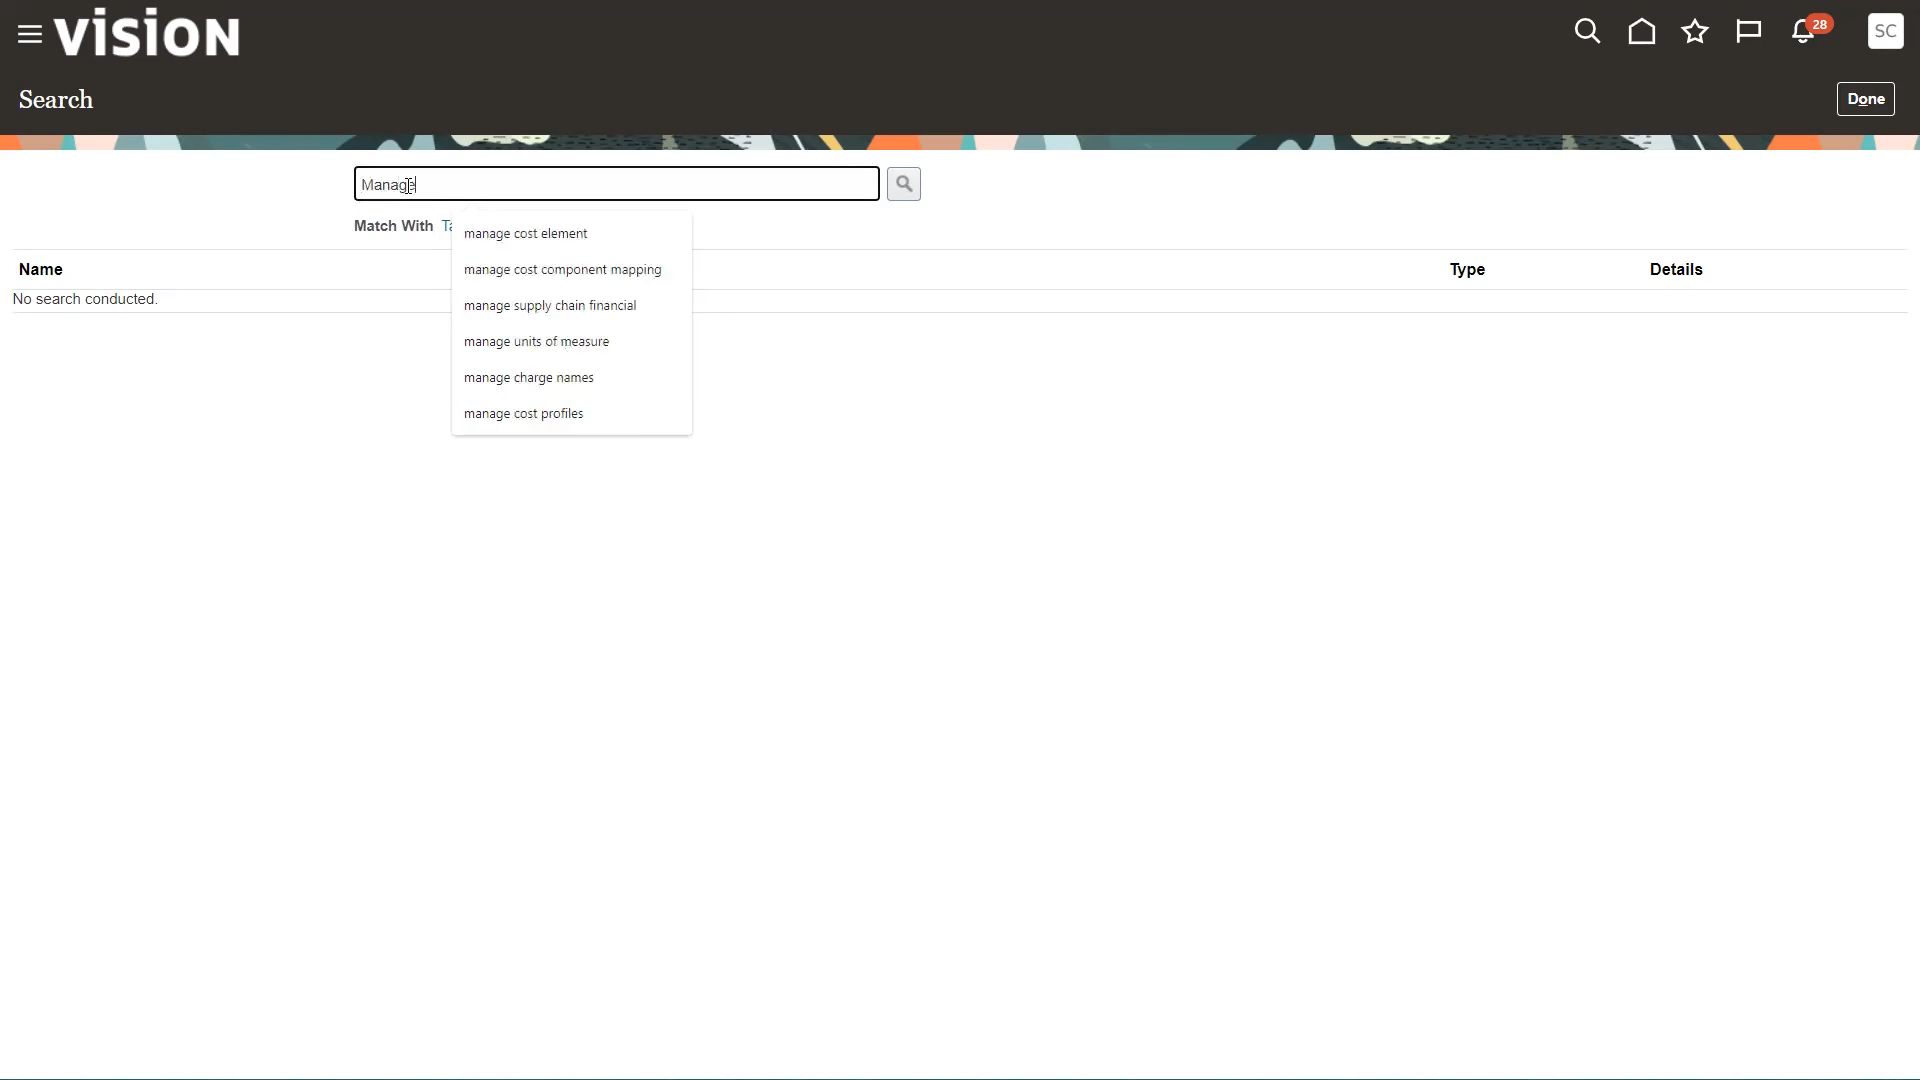 vision
28
SC
Search
Done
Manage
Match With
manage cost element
manage cost component mapping
manage supply chain financial
manage units of measure
manage charge names
manage cost profiles
Name Type Details
No search conducted.